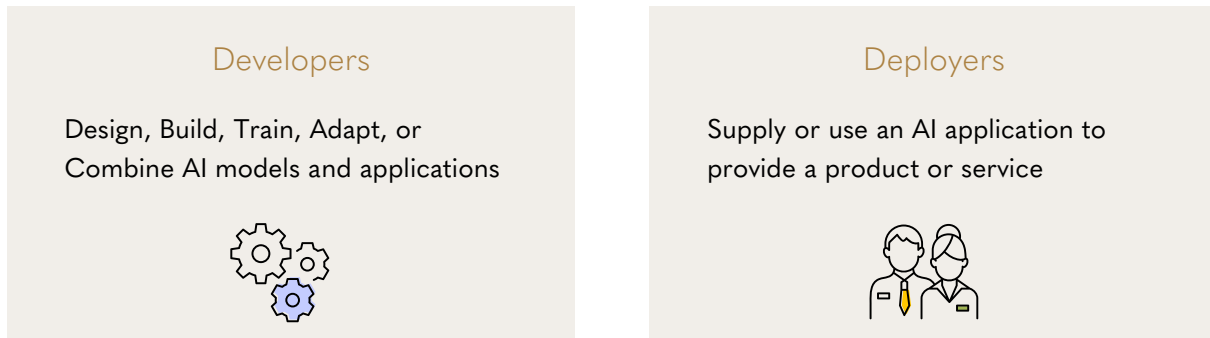 Developers
Design, Build, Train, Adapt, or
Combine AI models and applications
Deployers
Supply or use an AI application to
provide a product or service